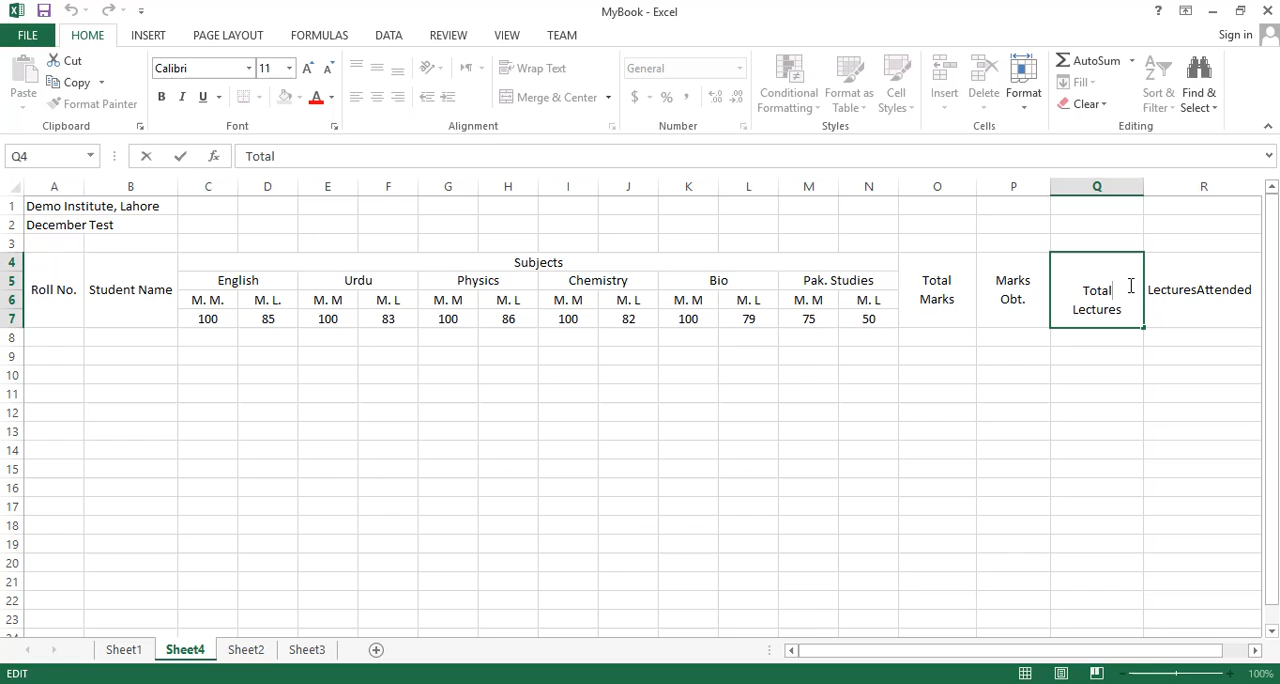 MyBook - Excel
?
FILE HOME INSERT PAGE LAYOUT FORMULAS DATA REVIEW VIEW TEAM Sign in
Paste
Cut
Copy
Format Painter
Clipboard
Calibri 11
A A
B I U A
Font
Wrap Text
Merge & Center
Alignment
General
$ % ,
Number
Conditional Formatting
Format as Table
Cell Styles
Styles
Insert Delete Format
Cells
AutoSum
Fill
Clear
Sort & Filter
Find & Select
Editing
Q4 fx Total
A B C D E F G H I J K L M N O P Q R
1 Demo Institute, Lahore
2 December Test
3
4 Subjects
5 English Urdu Physics Chemistry Bio Pak. Studies
6 M. M. M. L. M. M M. L M. M M. L M. M M. L M. M M. L M. M M. L
7 100 85 100 83 100 86 100 82 100 79 75 50
Roll No. Student Name
Total Marks
Marks Obt.
Total
Lectures
LecturesAttended
8
9
10
11
12
13
14
15
16
17
18
19
20
21
22
23
Sheet1 Sheet4 Sheet2 Sheet3
EDIT 100%